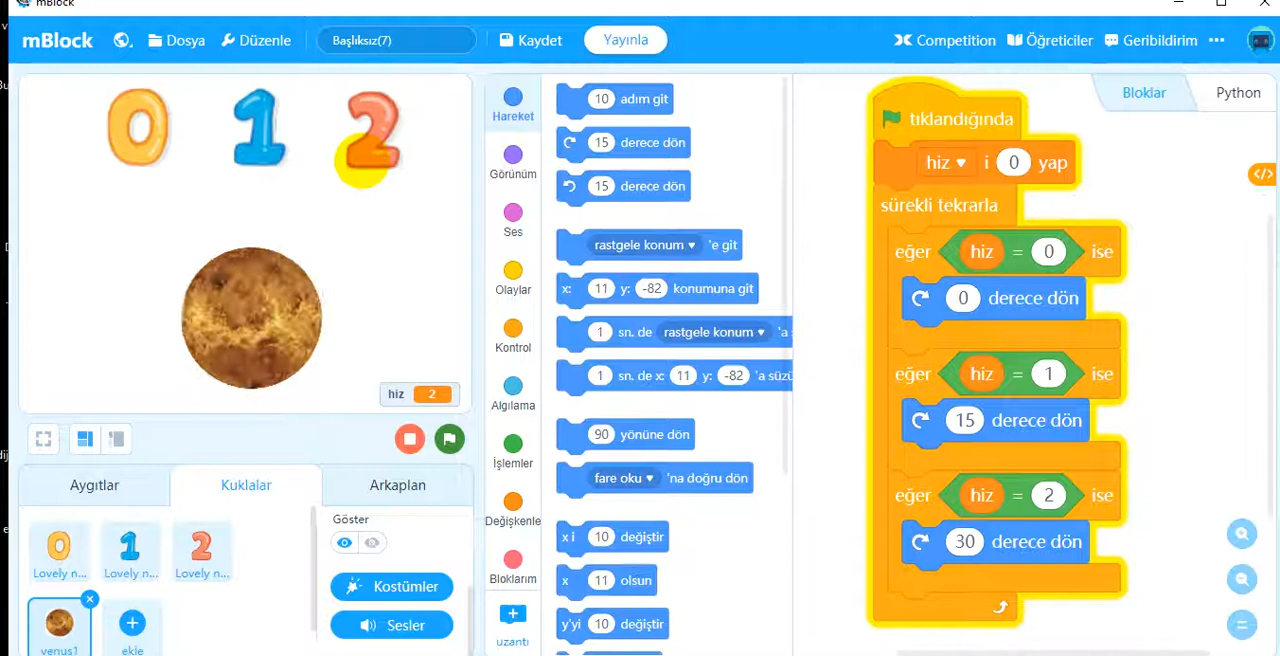 mBlock
mBlock
Dosya
Düzenle
Başlıksız(7)
Kaydet
Yayınla
Competition
Öğreticiler
Geribildirim
0 1 2
hiz 2
Aygıtlar
Kuklalar
Arkaplan
Lovely n...
Lovely n...
Lovely n...
venus1
ekle
Göster
Kostümler
Sesler
Hareket
Görünüm
Ses
Olaylar
Kontrol
Algılama
İşlemler
Değişkenle
Bloklarım
uzantı
10 adım git
15 derece dön
15 derece dön
rastgele konum 'e git
x: 11 y: -82 konumuna git
1 sn. de rastgele konum 'a s
1 sn. de x: 11 y: -82 'a süzü
90 yönüne dön
fare oku 'na doğru dön
x i 10 değiştir
x 11 olsun
y'yi 10 değiştir
Bloklar
Python
tıklandığında
hiz i 0 yap
sürekli tekrarla
eğer hiz = 0 ise
0 derece dön
eğer hiz = 1 ise
15 derece dön
eğer hiz = 2 ise
30 derece dön